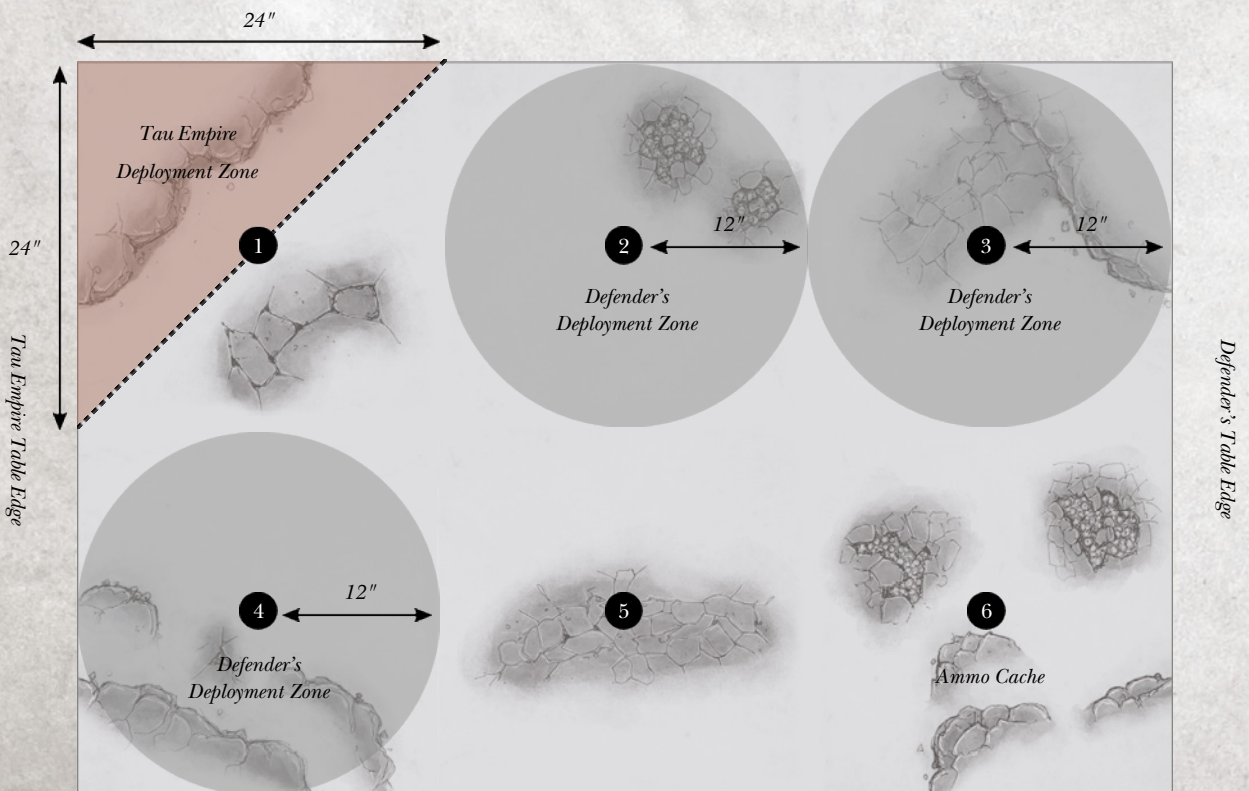 24"
Tau Empire
Deployment Zone
24"
Tau Empire Table Edge
1
2
12"
Defender's
Deployment Zone
3
12"
Defender's
Deployment Zone
Defender's Table Edge
4
12"
Defender's
Deployment Zone
5
6
Ammo Cache